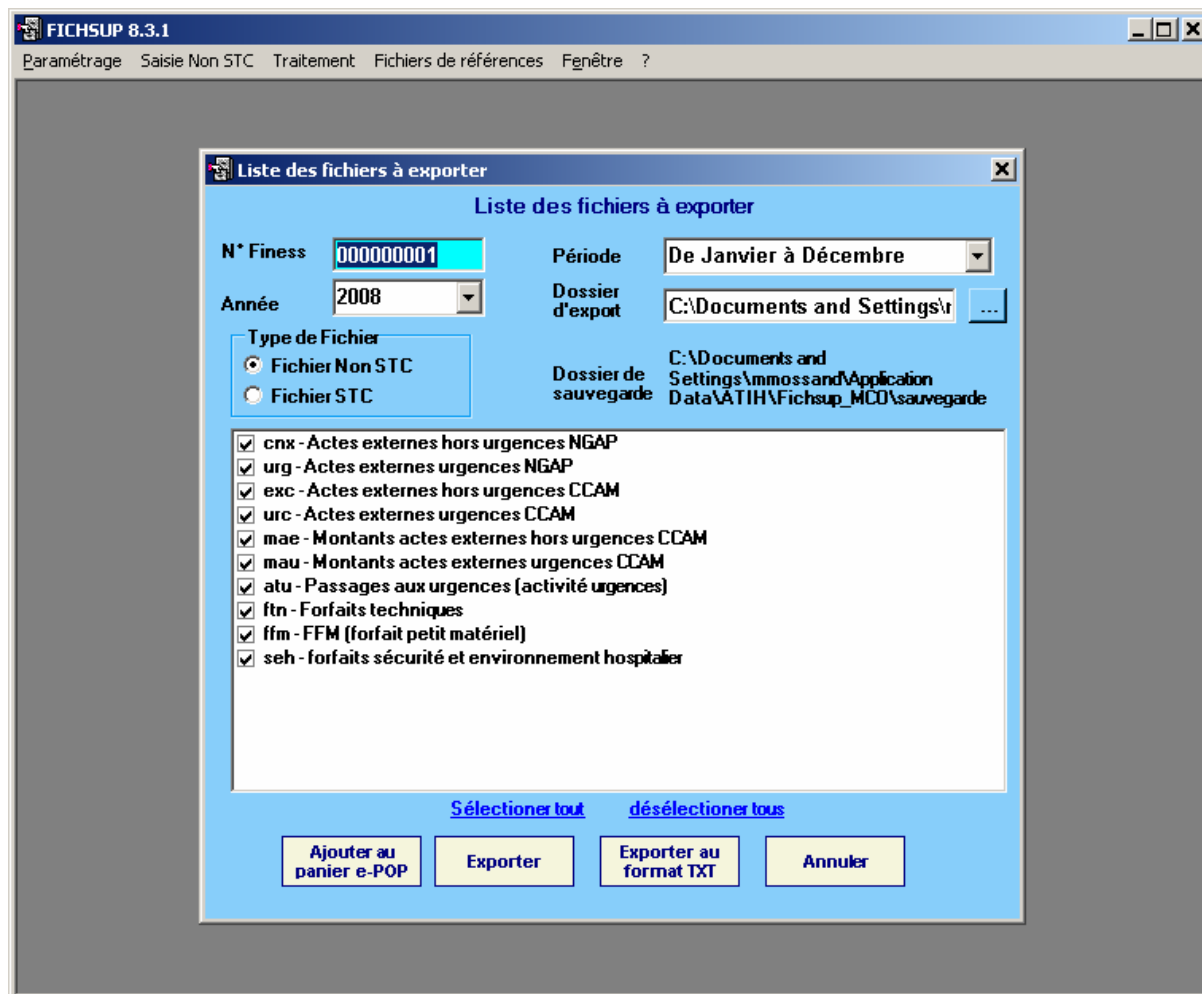 FICHSUP 8.3.1
Paramétrage Saisie Non STC Traitement Fichiers de références Fenêtre ?
Liste des fichiers à exporter
Liste des fichiers à exporter
N° Finess 000000001 Période De Janvier à Décembre
Année 2008 Dossier d'export C:\Documents and Settings\r ...
Type de Fichier
Fichier Non STC
Fichier STC
Dossier de sauvegarde
C:\Documents and
Settings\mmossand\Application
Data\ATIH\Fichsup_MCO\sauvegarde
cnx - Actes externes hors urgences NGAP
urg - Actes externes urgences NGAP
exc - Actes externes hors urgences CCAM
urc - Actes externes urgences CCAM
mae - Montants actes externes hors urgences CCAM
mau - Montants actes externes urgences CCAM
atu - Passages aux urgences (activité urgences)
ftn - Forfaits techniques
ffm - FFM (forfait petit matériel)
seh - forfaits sécurité et environnement hospitalier
Sélectioner tout désélectioner tous
Ajouter au panier e-POP
Exporter
Exporter au format TXT
Annuler